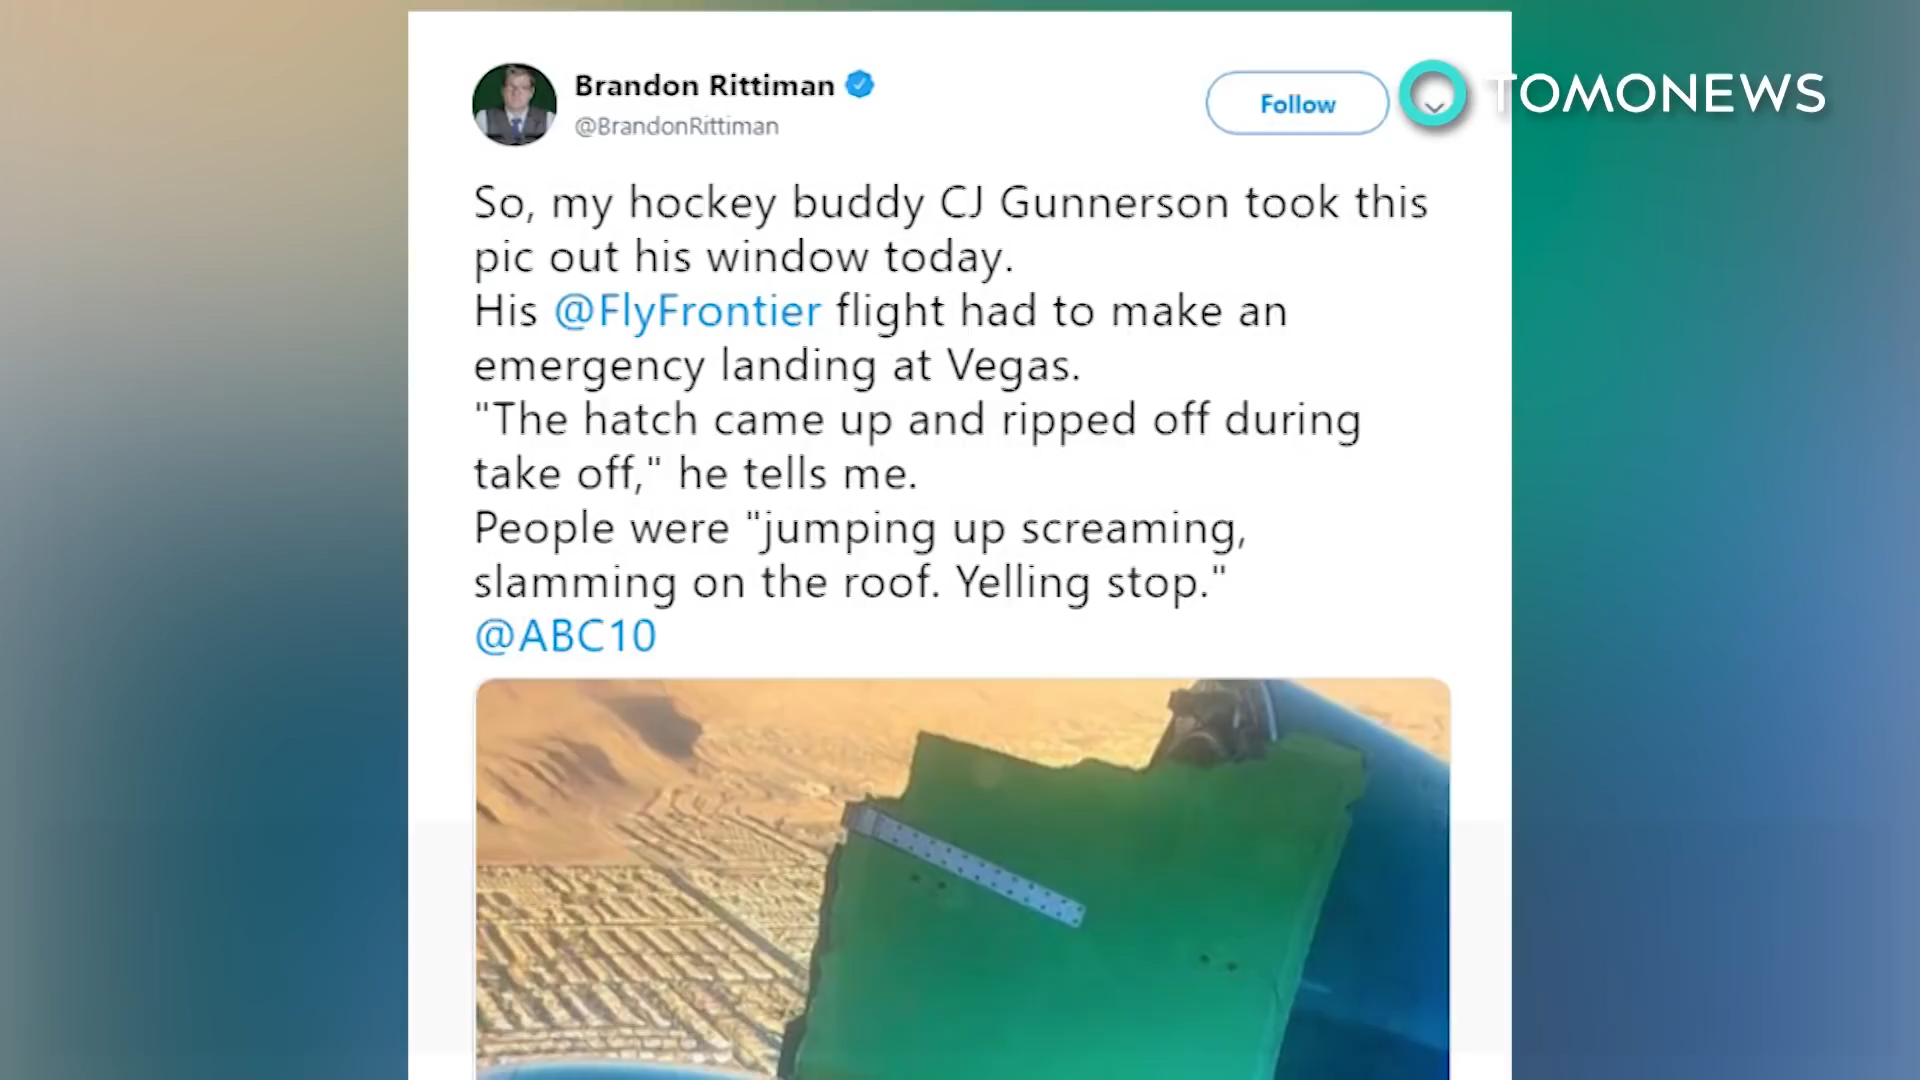 Brandon Rittiman
@BrandonRittiman
Follow
TOMONEWS
So, my hockey buddy CJ Gunnerson took this
pic out his window today.
His @FlyFrontier flight had to make an
emergency landing at Vegas.
"The hatch came up and ripped off during
take off," he tells me.
People were "jumping up screaming,
slamming on the roof. Yelling stop."
@ABC10